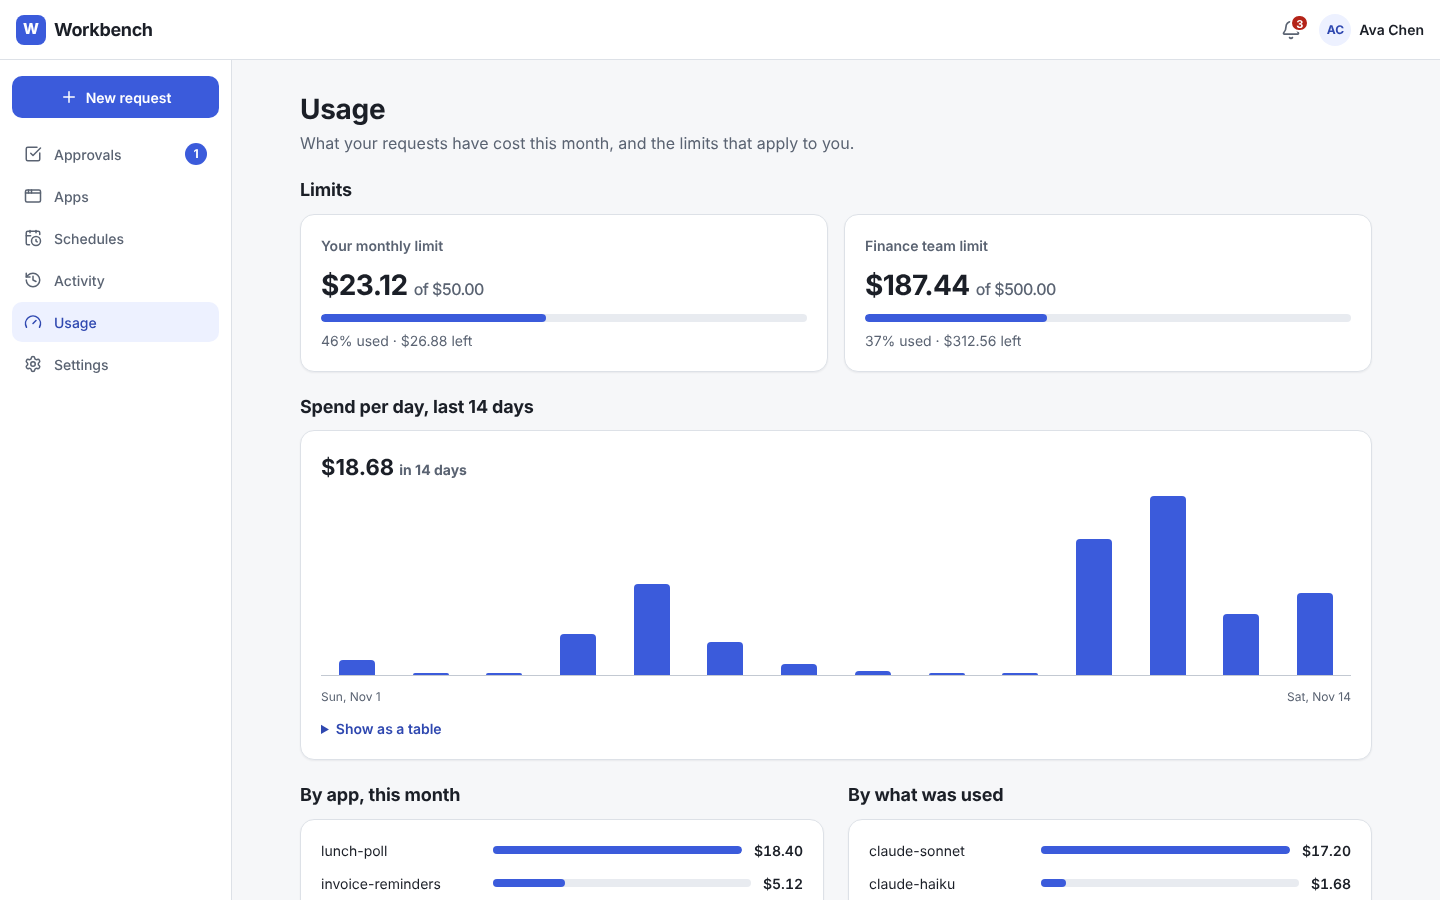 W Workbench
3
AC Ava Chen
New request
Approvals 1
Apps
Schedules
Activity
Usage
Settings
Usage
What your requests have cost this month, and the limits that apply to you.
Limits
Your monthly limit
$23.12 of $50.00
46% used · $26.88 left
Finance team limit
$187.44 of $500.00
37% used · $312.56 left
Spend per day, last 14 days
$18.68 in 14 days
Sun, Nov 1
Sat, Nov 14
Show as a table
By app, this month
lunch-poll $18.40
invoice-reminders $5.12
By what was used
claude-sonnet $17.20
claude-haiku $1.68